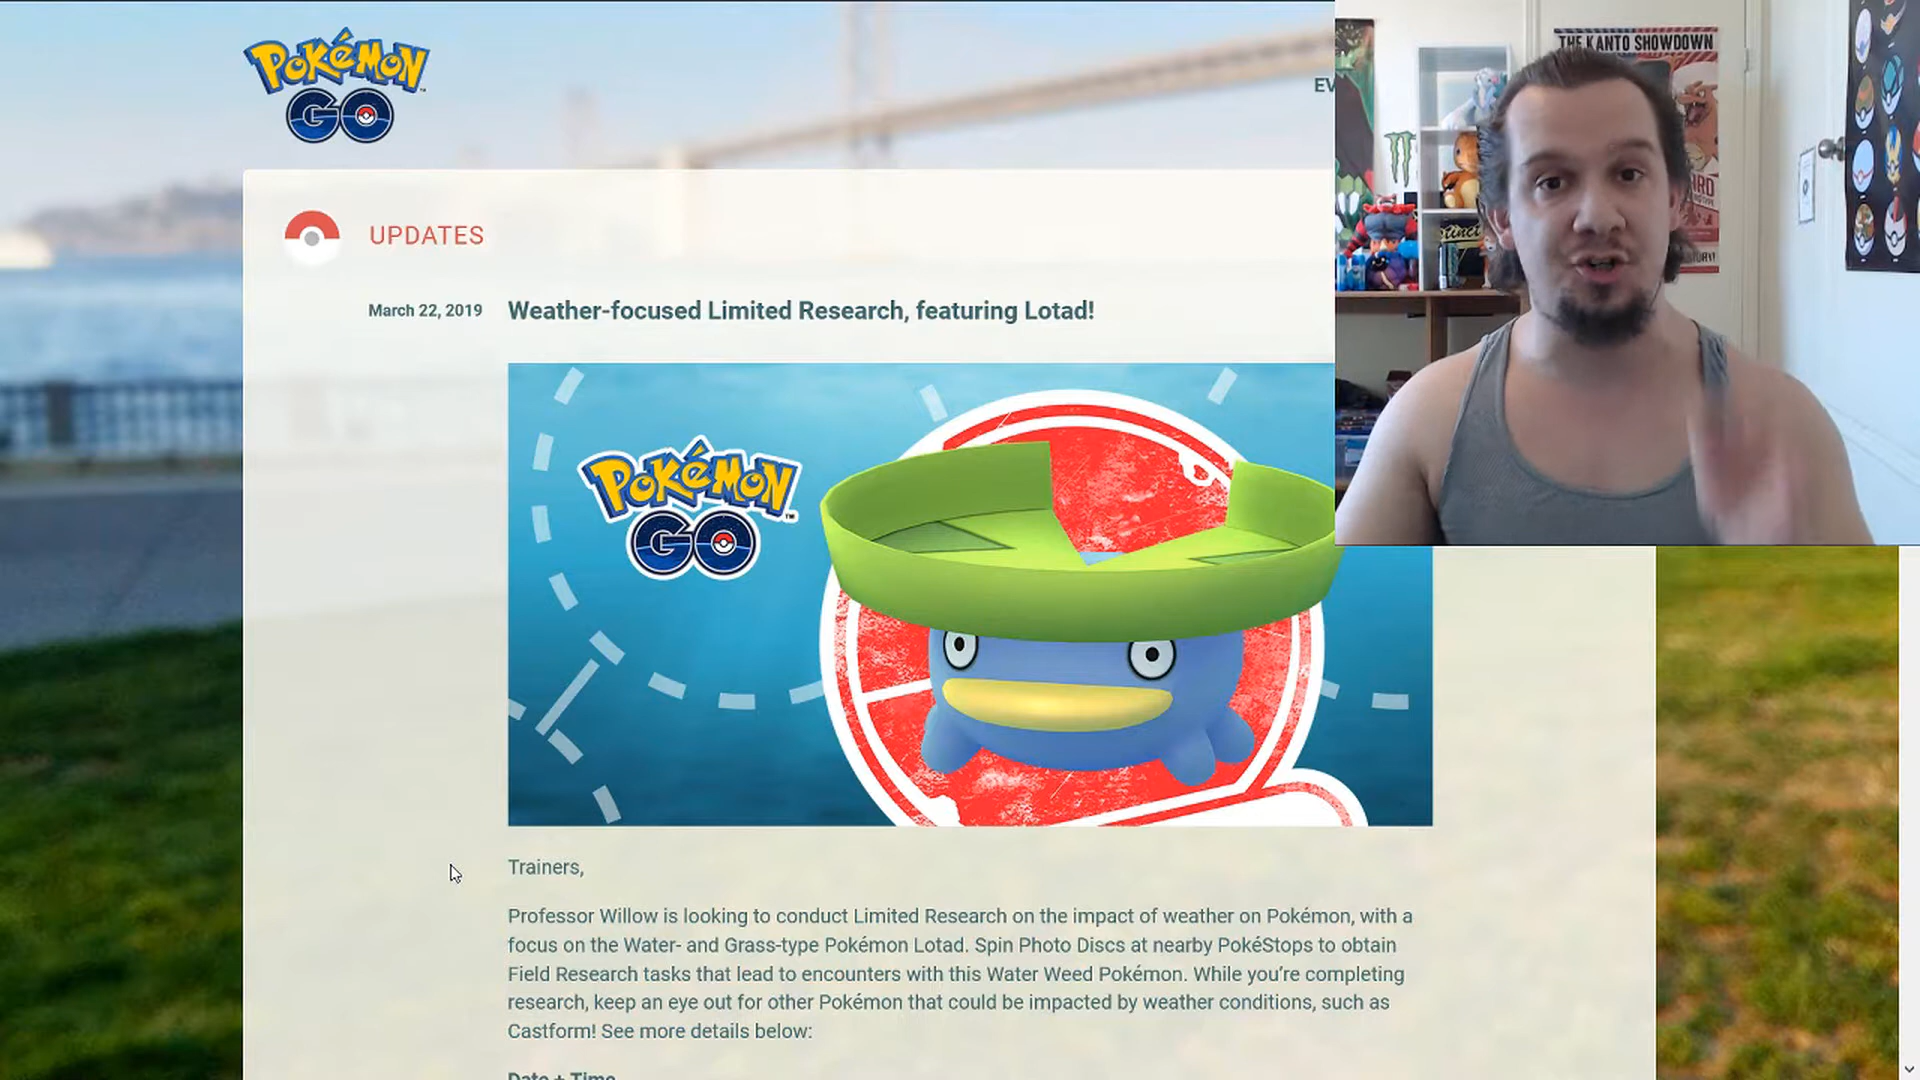 POKÉMON
GO
EV
THE KANTO SHOWDOWN
UPDATES
March 22, 2019
Weather-focused Limited Research, featuring Lotad!
POKÉMON
GO
Trainers,
Professor Willow is looking to conduct Limited Research on the impact of weather on Pokémon, with a
focus on the Water- and Grass-type Pokémon Lotad. Spin Photo Discs at nearby PokéStops to obtain
Field Research tasks that lead to encounters with this Water Weed Pokémon. While you’re completing
research, keep an eye out for other Pokémon that could be impacted by weather conditions, such as
Castform! See more details below:
Date + Time